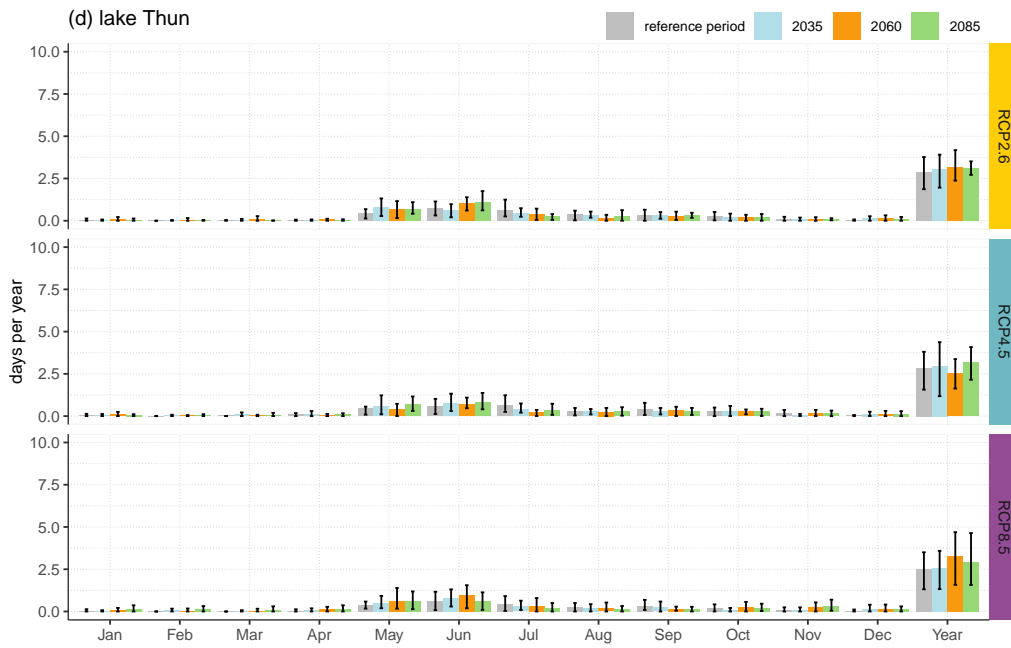 (d) lake Thun
reference period 2035 2060 2085
days per year
10.0
7.5
5.0
2.5
0.0
RCP2.6
10.0
7.5
5.0
2.5
0.0
RCP4.5
10.0
7.5
5.0
2.5
0.0
RCP8.5
Jan Feb Mar Apr May Jun Jul Aug Sep Oct Nov Dec Year